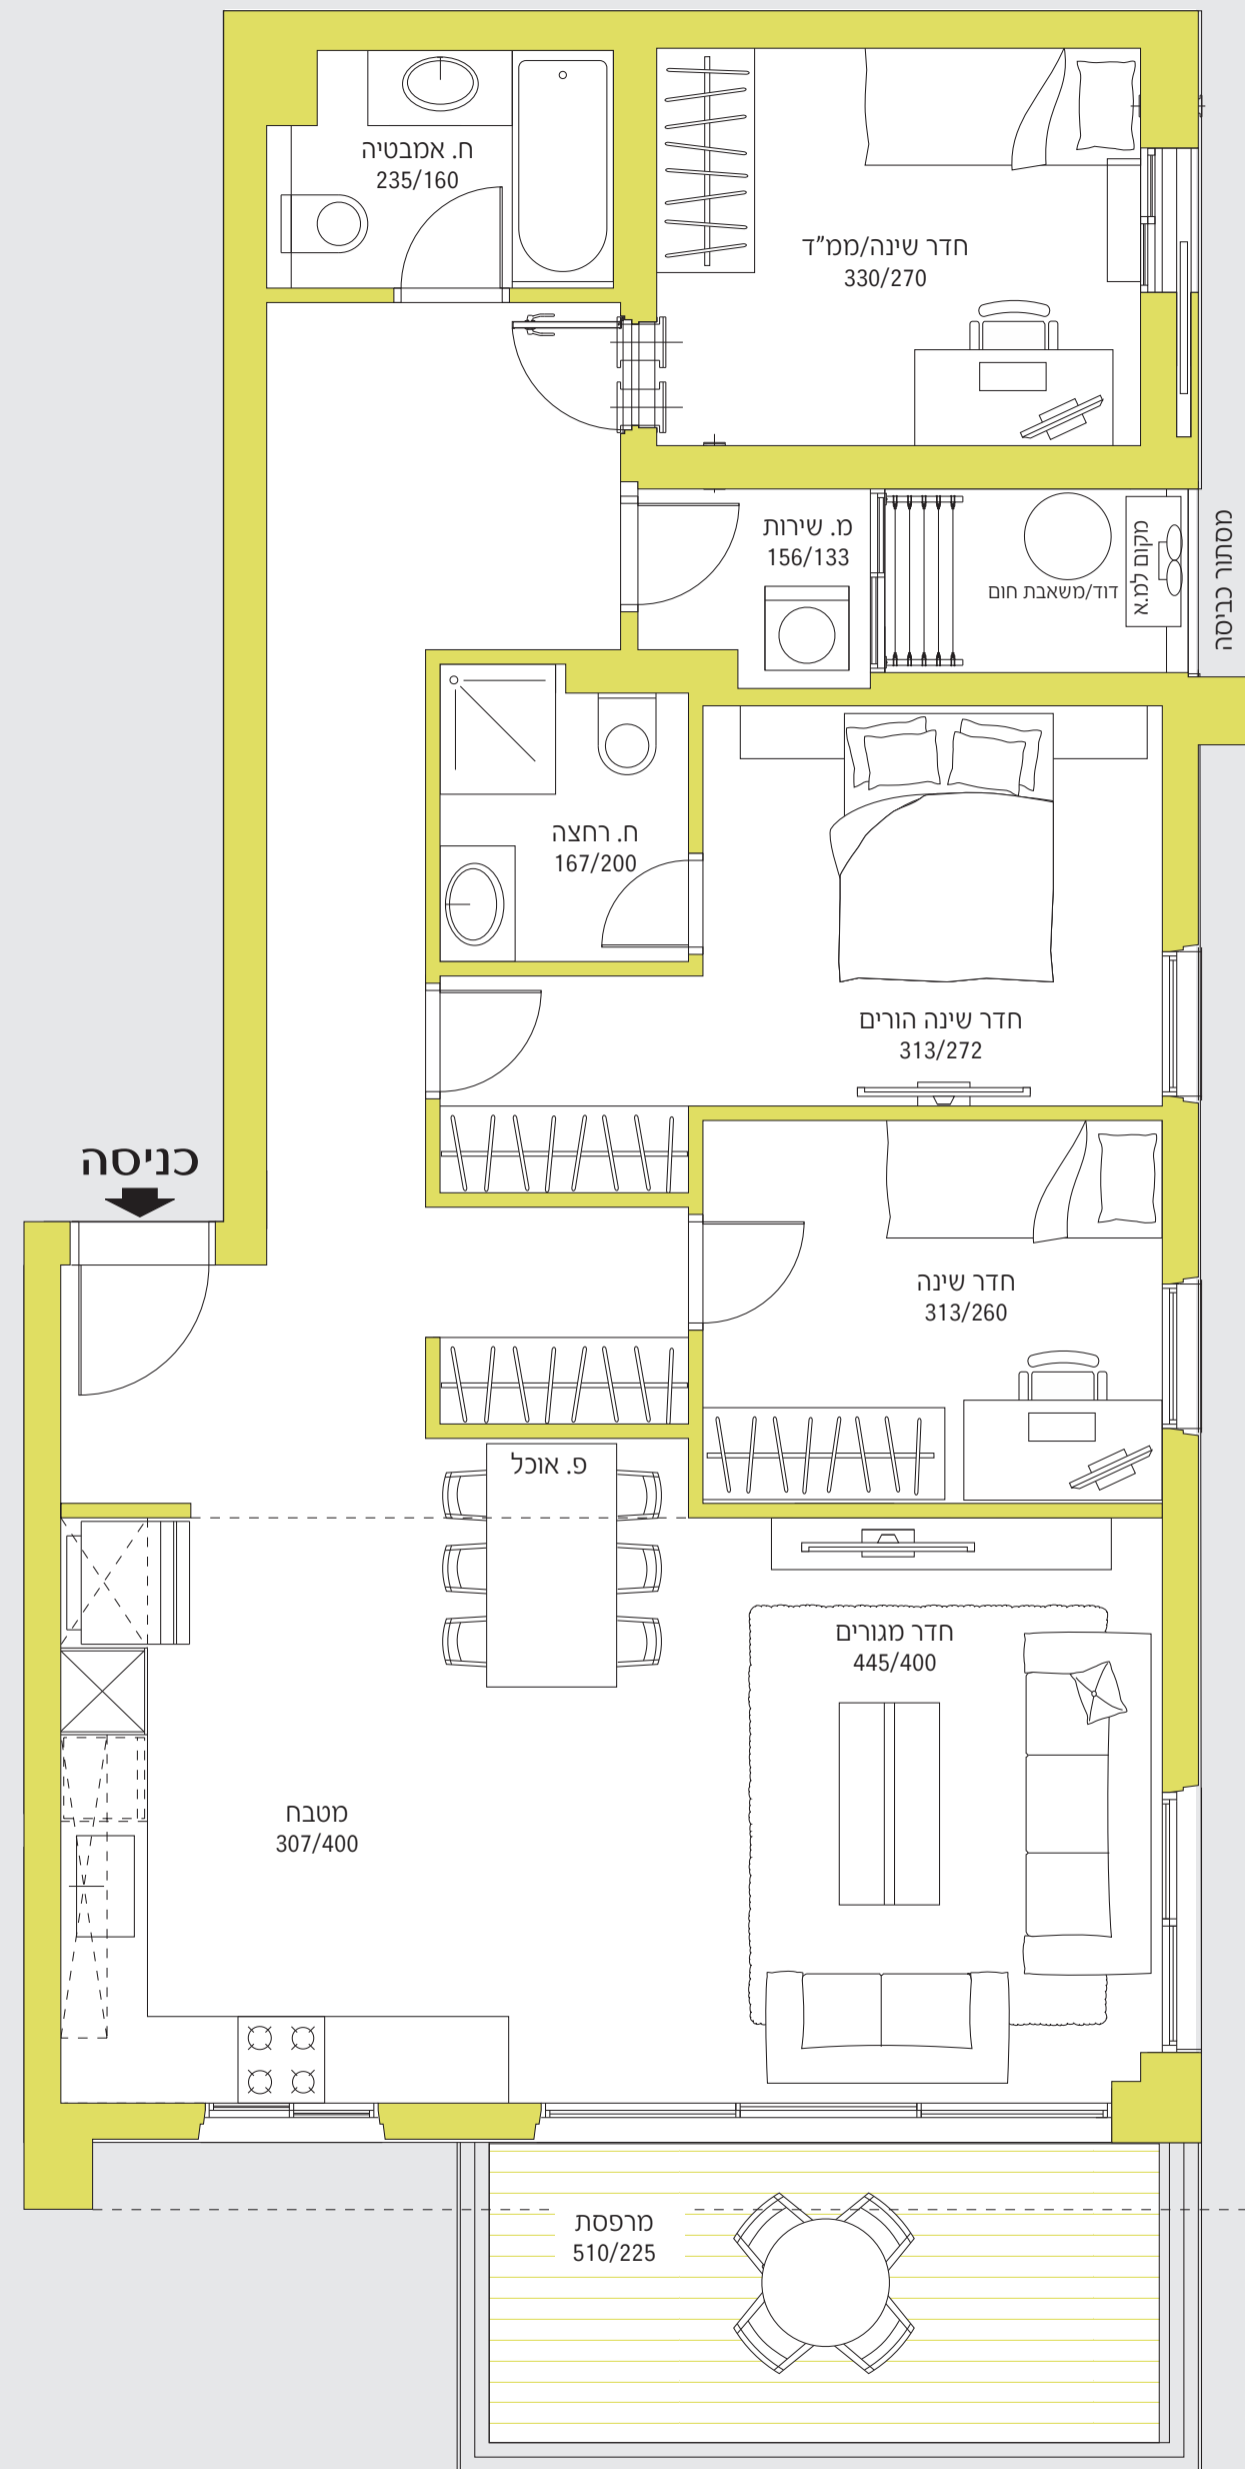 ח. אמבטיה
235/160
חדר שינה/ממ"ד
330/270
מ. שירות
156/133
דוד/משאבת חום
מקום למ.א
מסתור כביסה
ח. רחצה
167/200
חדר שינה הורים
313/272
כניסה
חדר שינה
313/260
פ. אוכל
חדר מגורים
445/400
מטבח
307/400
מרפסת
510/225